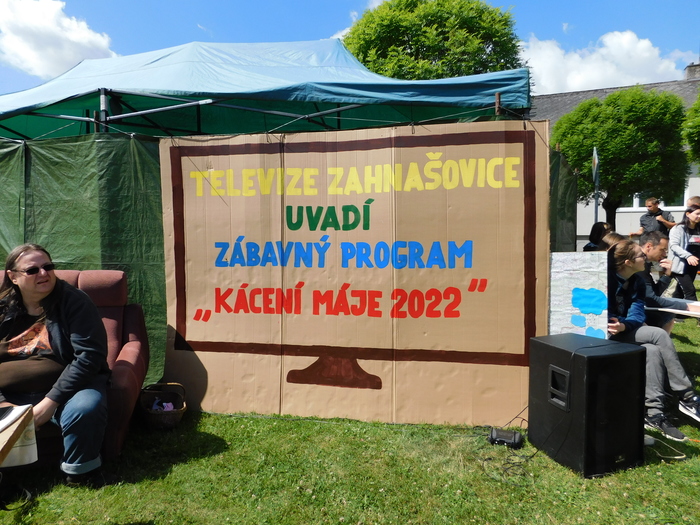 TELEVIZE ZAHNAŠOVICE
UVADÍ
ZÁBAVNÝ PROGRAM
„KÁCENÍ MÁJE 2022"